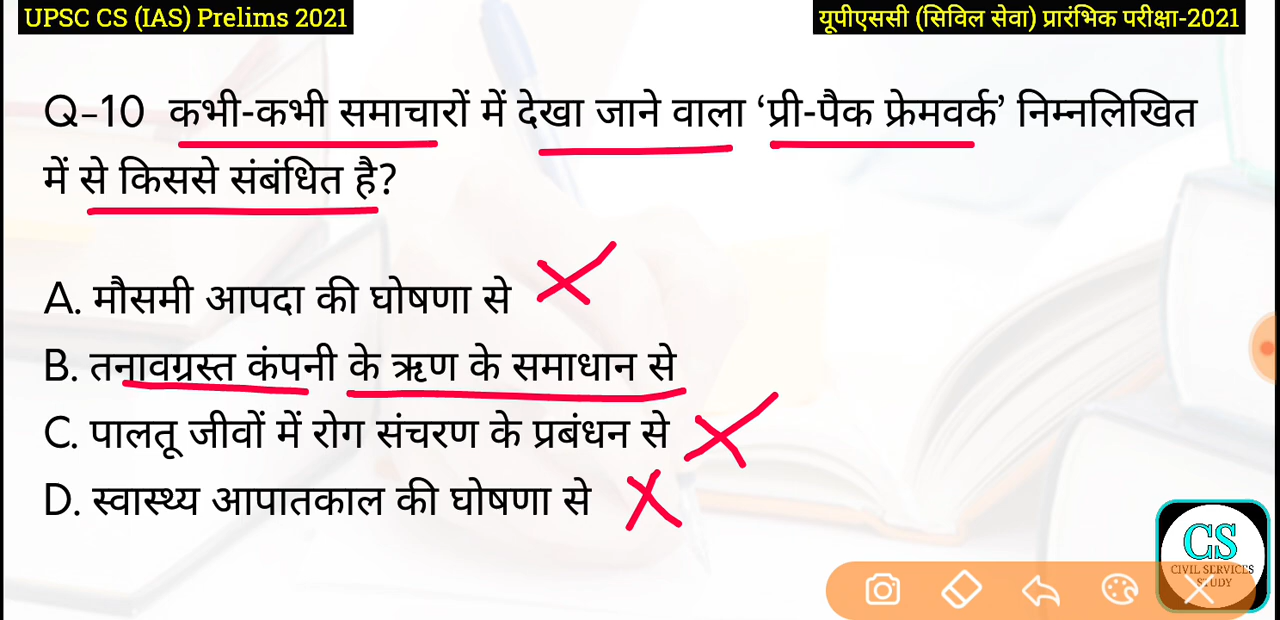 UPSC CS (IAS) Prelims 2021
यूपीएससी (सिविल सेवा) प्रारंभिक परीक्षा-2021
Q-10 कभी-कभी समाचारों में देखा जाने वाला ‘प्री-पैक फ्रेमवर्क’ निम्नलिखित
में से किससे संबंधित है?
A. मौसमी आपदा की घोषणा से
B. तनावग्रस्त कंपनी के ऋण के समाधान से
C. पालतू जीवों में रोग संचरण के प्रबंधन से
D. स्वास्थ्य आपातकाल की घोषणा से
CS
CIVIL SERVICES
STUDY